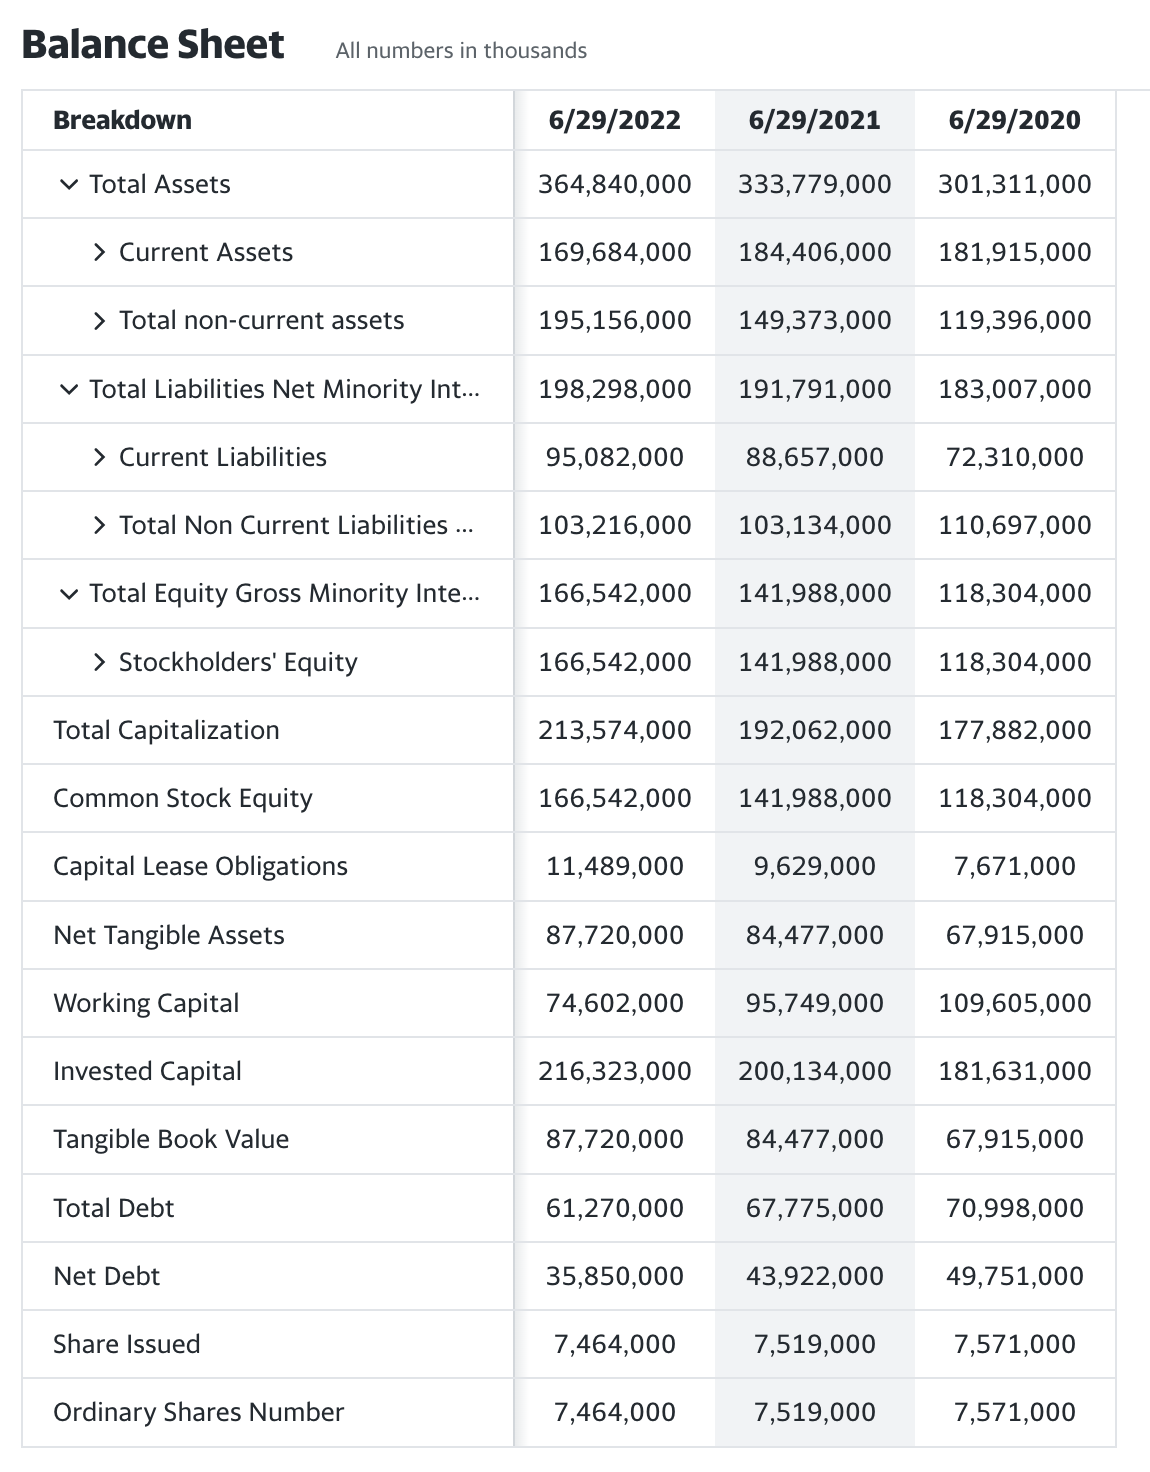 Balance Sheet All numbers in thousands
Breakdown 6/29/2022 6/29/2021 6/29/2020
Total Assets 364,840,000 333,779,000 301,311,000
Current Assets 169,684,000 184,406,000 181,915,000
Total non-current assets 195,156,000 149,373,000 119,396,000
Total Liabilities Net Minority Int... 198,298,000 191,791,000 183,007,000
Current Liabilities 95,082,000 88,657,000 72,310,000
Total Non Current Liabilities ... 103,216,000 103,134,000 110,697,000
Total Equity Gross Minority Inte... 166,542,000 141,988,000 118,304,000
Stockholders' Equity 166,542,000 141,988,000 118,304,000
Total Capitalization 213,574,000 192,062,000 177,882,000
Common Stock Equity 166,542,000 141,988,000 118,304,000
Capital Lease Obligations 11,489,000 9,629,000 7,671,000
Net Tangible Assets 87,720,000 84,477,000 67,915,000
Working Capital 74,602,000 95,749,000 109,605,000
Invested Capital 216,323,000 200,134,000 181,631,000
Tangible Book Value 87,720,000 84,477,000 67,915,000
Total Debt 61,270,000 67,775,000 70,998,000
Net Debt 35,850,000 43,922,000 49,751,000
Share Issued 7,464,000 7,519,000 7,571,000
Ordinary Shares Number 7,464,000 7,519,000 7,571,000